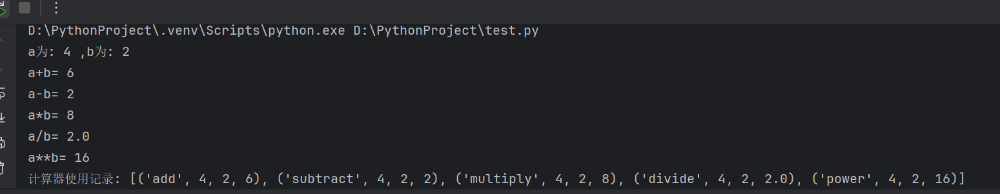 D:\PythonProject\.venv\Scripts\python.exe D:\PythonProject\test.py
a为: 4 ,b为: 2
a+b= 6
a-b= 2
a*b= 8
a/b= 2.0
a**b= 16
计算器使用记录: [('add', 4, 2, 6), ('subtract', 4, 2, 2), ('multiply', 4, 2, 8), ('divide', 4, 2, 2.0), ('power', 4, 2, 16)]